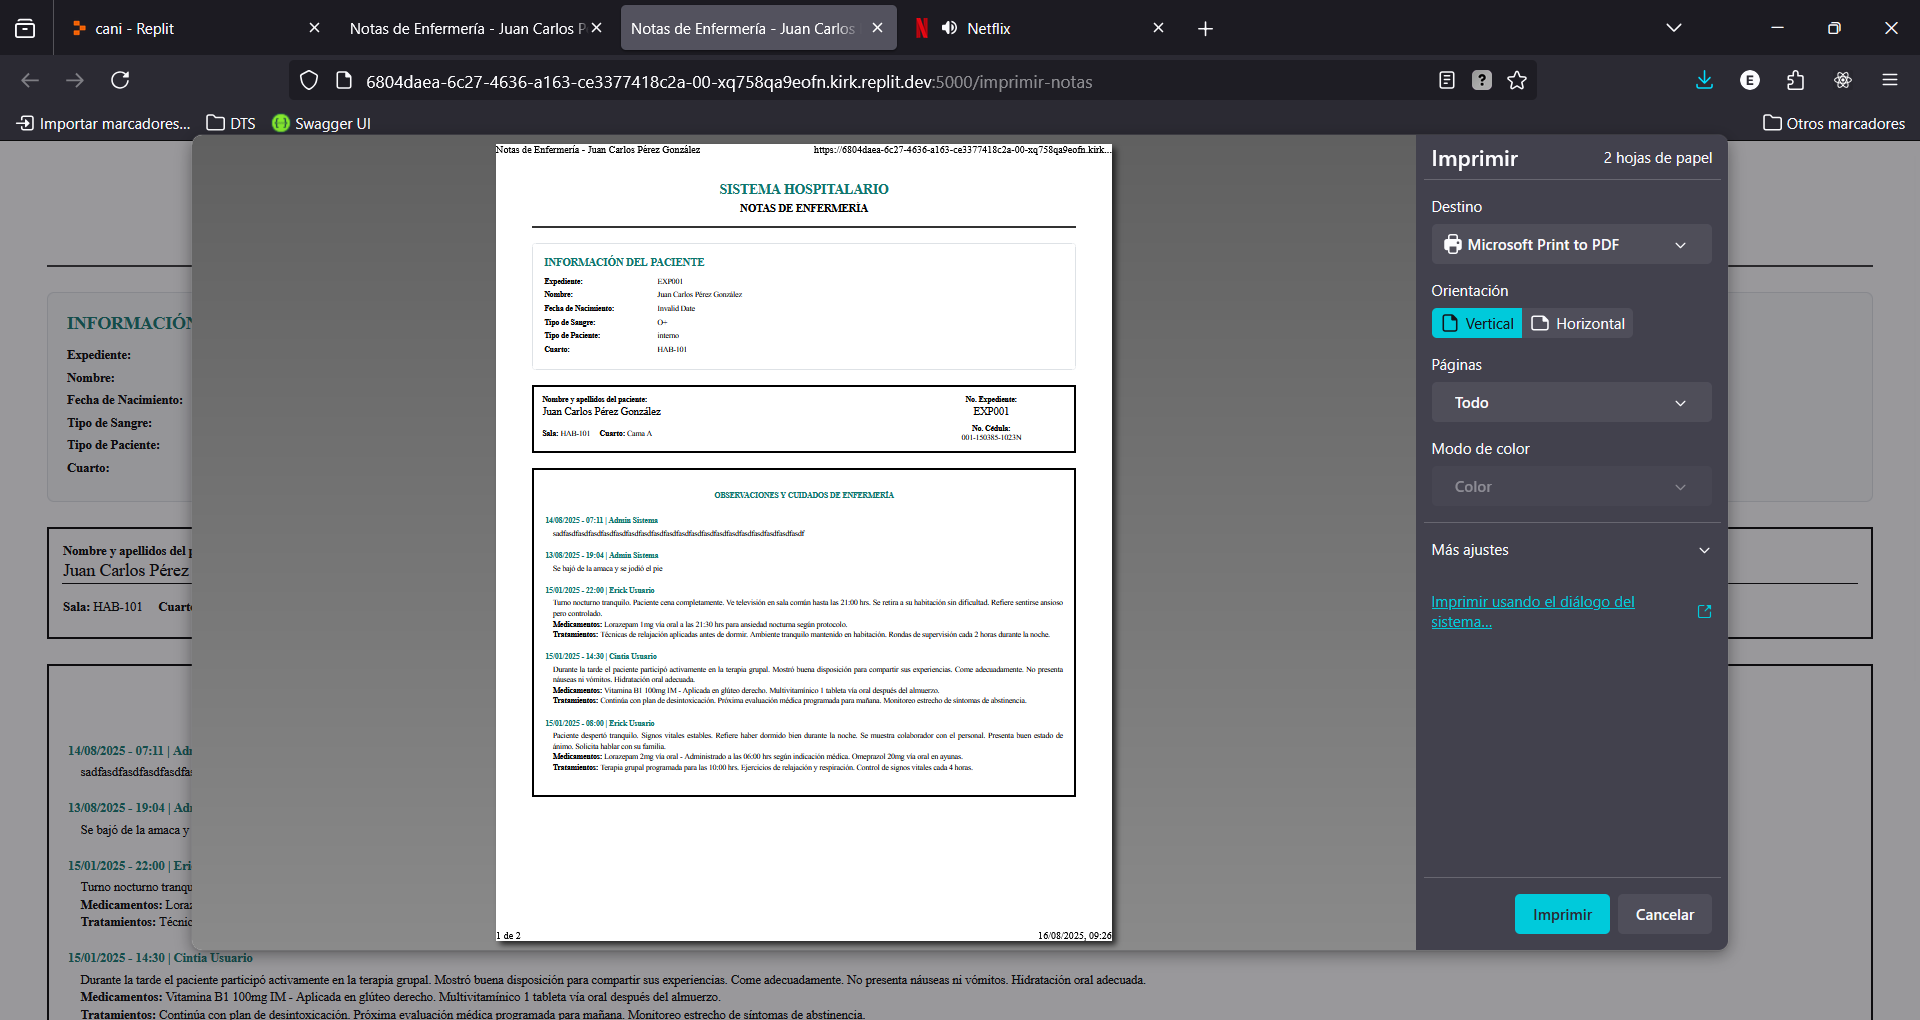 cani - Replit
Notas de Enfermería - Juan Carlos P
Notas de Enfermería - Juan Carlos
Netflix
6804daea-6c27-4636-a163-ce3377418c2a-00-xq758qa9eofn.kirk.replit.dev:5000/imprimir-notas
E
Importar marcadores...
DTS
Swagger UI
Otros marcadores
Notas de Enfermería - Juan Carlos Pérez González
https://6804daea-6c27-4636-a163-ce3377418c2a-00-xq758qa9eofn.kirk...
SISTEMA HOSPITALARIO
NOTAS DE ENFERMERÍA
INFORMACIÓN DEL PACIENTE
Expediente: EXP001
Nombre: Juan Carlos Pérez González
Fecha de Nacimiento: Invalid Date
Tipo de Sangre: O+
Tipo de Paciente: interno
Cuarto: HAB-101
Nombre y apellidos del paciente:
Juan Carlos Pérez González
Sala: HAB-101 Cuarto: Cama A
No. Expediente:
EXP001
No. Cédula:
001-150385-1023N
OBSERVACIONES Y CUIDADOS DE ENFERMERÍA
14/08/2025 - 07:11 | Admin Sistema
13/08/2025 - 19:04 | Admin Sistema
Se bajó de la amaca y se jodió el pie
15/01/2025 - 22:00 | Erick Usuario
Turno nocturno tranquilo. Paciente cena completamente. Ve televisión en sala común hasta las 21:00 hrs. Se retira a su habitación sin dificultad. Refiere sentirse ansioso
pero controlado.
Medicamentos: Lorazepam 1mg vía oral a las 21:30 hrs para ansiedad nocturna según protocolo.
Tratamientos: Técnicas de relajación aplicadas antes de dormir. Ambiente tranquilo mantenido en habitación. Rondas de supervisión cada 2 horas durante la noche.
15/01/2025 - 14:30 | Cintia Usuario
Durante la tarde el paciente participó activamente en la terapia grupal. Mostró buena disposición para compartir sus experiencias. Come adecuadamente. No presenta
náuseas ni vómitos. Hidratación oral adecuada.
Medicamentos: Vitamina B1 100mg IM - Aplicada en glúteo derecho. Multivitamínico 1 tableta vía oral después del almuerzo.
Tratamientos: Continúa con plan de desintoxicación. Próxima evaluación médica programada para mañana. Monitoreo estrecho de síntomas de abstinencia.
15/01/2025 - 08:00 | Erick Usuario
Paciente despertó tranquilo. Signos vitales estables. Refiere haber dormido bien durante la noche. Se muestra colaborador con el personal. Presenta buen estado de
ánimo. Solicita hablar con su familia.
Medicamentos: Lorazepam 2mg vía oral - Administrado a las 06:00 hrs según indicación médica. Omeprazol 20mg vía oral en ayunas.
Tratamientos: Terapia grupal programada para las 10:00 hrs. Ejercicios de relajación y respiración. Control de signos vitales cada 4 horas.
1 de 2
16/08/2025, 09:26
Imprimir
2 hojas de papel
Destino
Microsoft Print to PDF
Orientación
Vertical
Horizontal
Páginas
Todo
Modo de color
Color
Más ajustes
Imprimir usando el diálogo del
sistema...
Imprimir
Cancelar
INFORMACIÓN
Expediente:
Nombre:
Fecha de Nacimiento:
Tipo de Sangre:
Tipo de Paciente:
Cuarto:
Nombre y apellidos del p
Juan Carlos Pérez
Sala: HAB-101 Cuart
14/08/2025 - 07:11 | Adr
sadfasdfasdfasdfasdfas
13/08/2025 - 19:04 | Adr
Se bajó de la amaca y
15/01/2025 - 22:00 | Eri
Turno nocturno tranqu
Medicamentos: Loraz
Tratamientos: Técnic
15/01/2025 - 14:30 | Cintia Usuario
Durante la tarde el paciente participó activamente en la terapia grupal. Mostró buena disposición para compartir sus experiencias. Come adecuadamente. No presenta náuseas ni vómitos. Hidratación oral adecuada.
Medicamentos: Vitamina B1 100mg IM - Aplicada en glúteo derecho. Multivitamínico 1 tableta vía oral después del almuerzo.
Tratamientos: Continúa con plan de desintoxicación. Próxima evaluación médica programada para mañana. Monitoreo estrecho de síntomas de abstinencia.